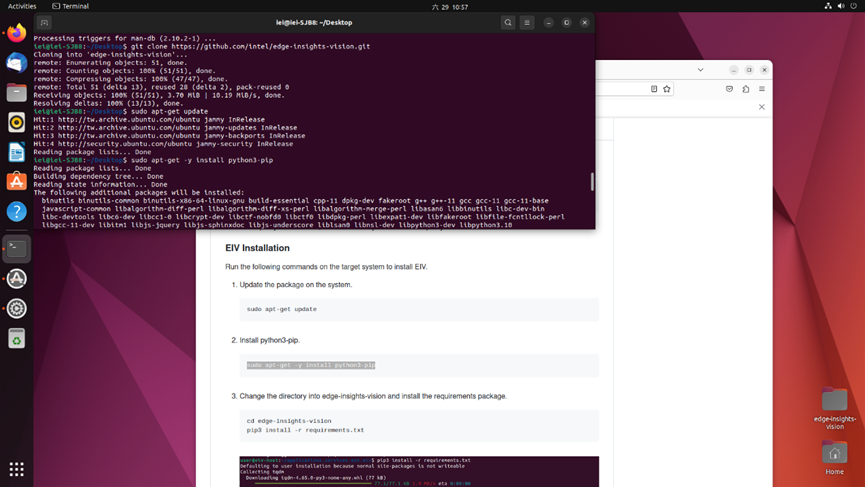 Activities
Terminal
六 29 10:57
iei@iei-SJB8: ~/Desktop
Processing triggers for man-db (2.10.2-1) ...
iei@iei-SJB8:~/Desktop$ git clone https://github.com/intel/edge-insights-vision.git
Cloning into 'edge-insights-vision'...
remote: Enumerating objects: 51, done.
remote: Counting objects: 100% (51/51), done.
remote: Compressing objects: 100% (47/47), done.
remote: Total 51 (delta 13), reused 28 (delta 2), pack-reused 0
Receiving objects: 100% (51/51), 3.70 MiB | 10.19 MiB/s, done.
Resolving deltas: 100% (13/13), done.
iei@iei-SJB8:~/Desktop$ sudo apt-get update
Hit:1 http://tw.archive.ubuntu.com/ubuntu jammy InRelease
Hit:2 http://tw.archive.ubuntu.com/ubuntu jammy-updates InRelease
Hit:3 http://tw.archive.ubuntu.com/ubuntu jammy-backports InRelease
Hit:4 http://security.ubuntu.com/ubuntu jammy-security InRelease
Reading package lists... Done
iei@iei-SJB8:~/Desktop$ sudo apt-get -y install python3-pip
Reading package lists... Done
Building dependency tree... Done
Reading state information... Done
The following additional packages will be installed:
binutils binutils-common binutils-x86-64-linux-gnu build-essential cpp-11 dpkg-dev fakeroot g++ g++-11 gcc gcc-11 gcc-11-base
javascript-common libalgorithm-diff-perl libalgorithm-diff-xs-perl libalgorithm-merge-perl libasan6 libbinutils libc-dev-bin
libc-devtools libc6-dev libcc1-0 libcrypt-dev libctf-nobfd0 libctf0 libdpkg-perl libexpat1-dev libfakeroot libfile-fcntllock-perl
libgcc-11-dev libitm1 libjs-jquery libjs-sphinxdoc libjs-underscore liblsan0 libnsl-dev libpython3-dev libpython3.10
EIV Installation
Run the following commands on the target system to install EIV.
1. Update the package on the system.
sudo apt-get update
2. Install python3-pip.
sudo apt-get -y install python3-pip
3. Change the directory into edge-insights-vision and install the requirements package.
cd edge-insights-vision
pip3 install -r requirements.txt
$ pip3 install -r requirements.txt
Defaulting to user installation because normal site-packages is not writeable
Collecting tqdm
Downloading tqdm-4.65.0-py3-none-any.whl (77 kB)
edge-insights-
vision
Home